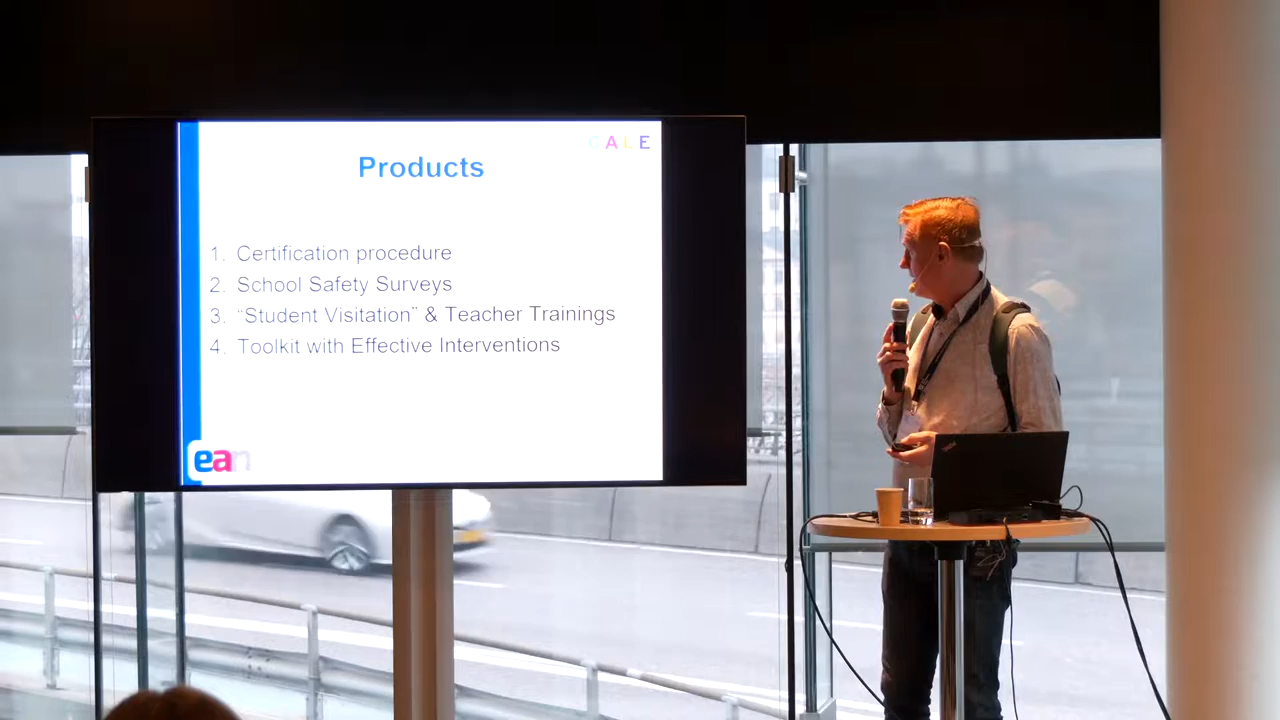 CALE
Products
1. Certification procedure
2. School Safety Surveys
3. “Student Visitation” & Teacher Trainings
4. Toolkit with Effective Interventions
ean